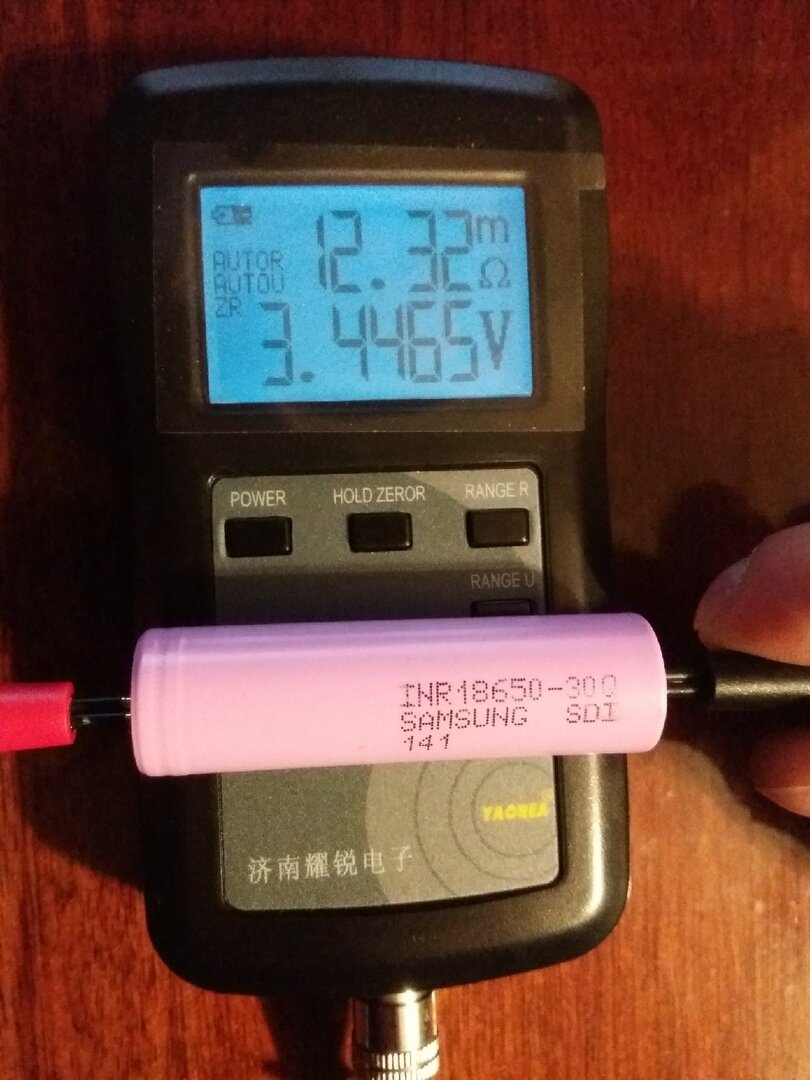 12.32mΩ
AUTOR
AUTOU
ZR
3.4465V
POWER
HOLD ZEROR
RANGE R
RANGE U
INR18650-30Q
SAMSUNG SDI
141
YAOREA
济南耀锐电子